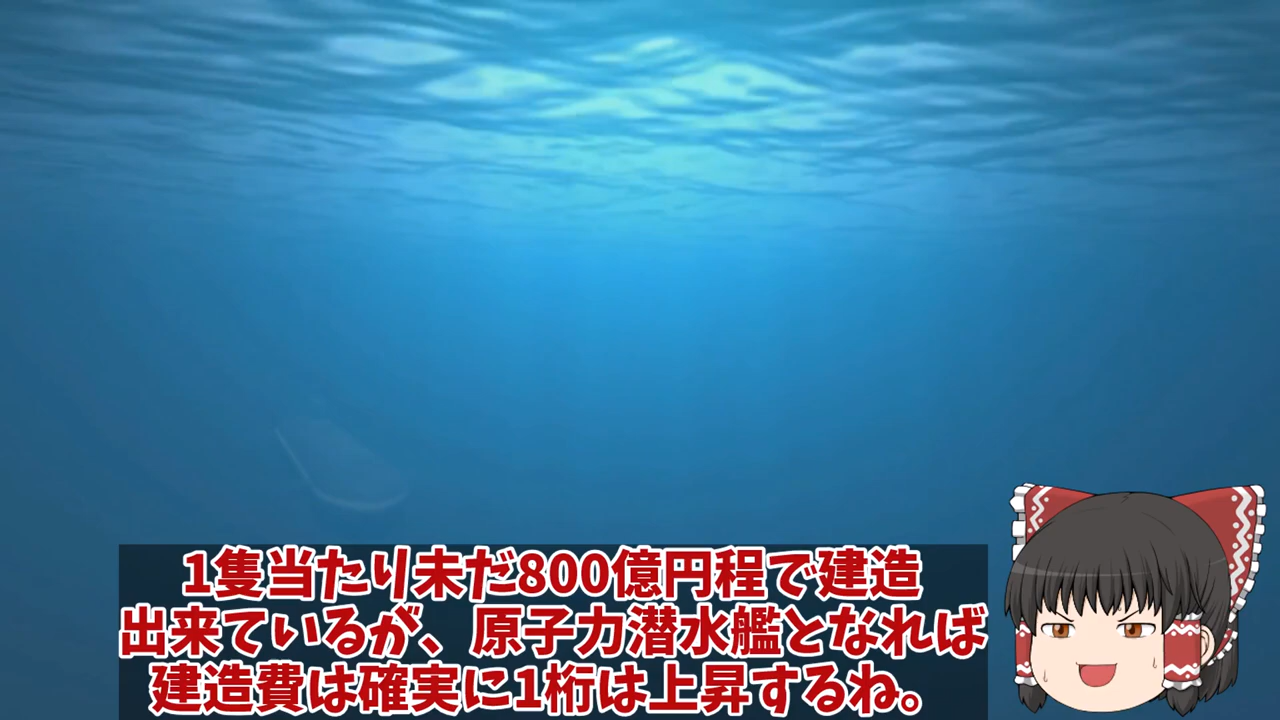 1隻当たり未だ800億円程で建造
出来ているが、原子力潜水艦となれば
建造費は確実に1桁は上昇するね。